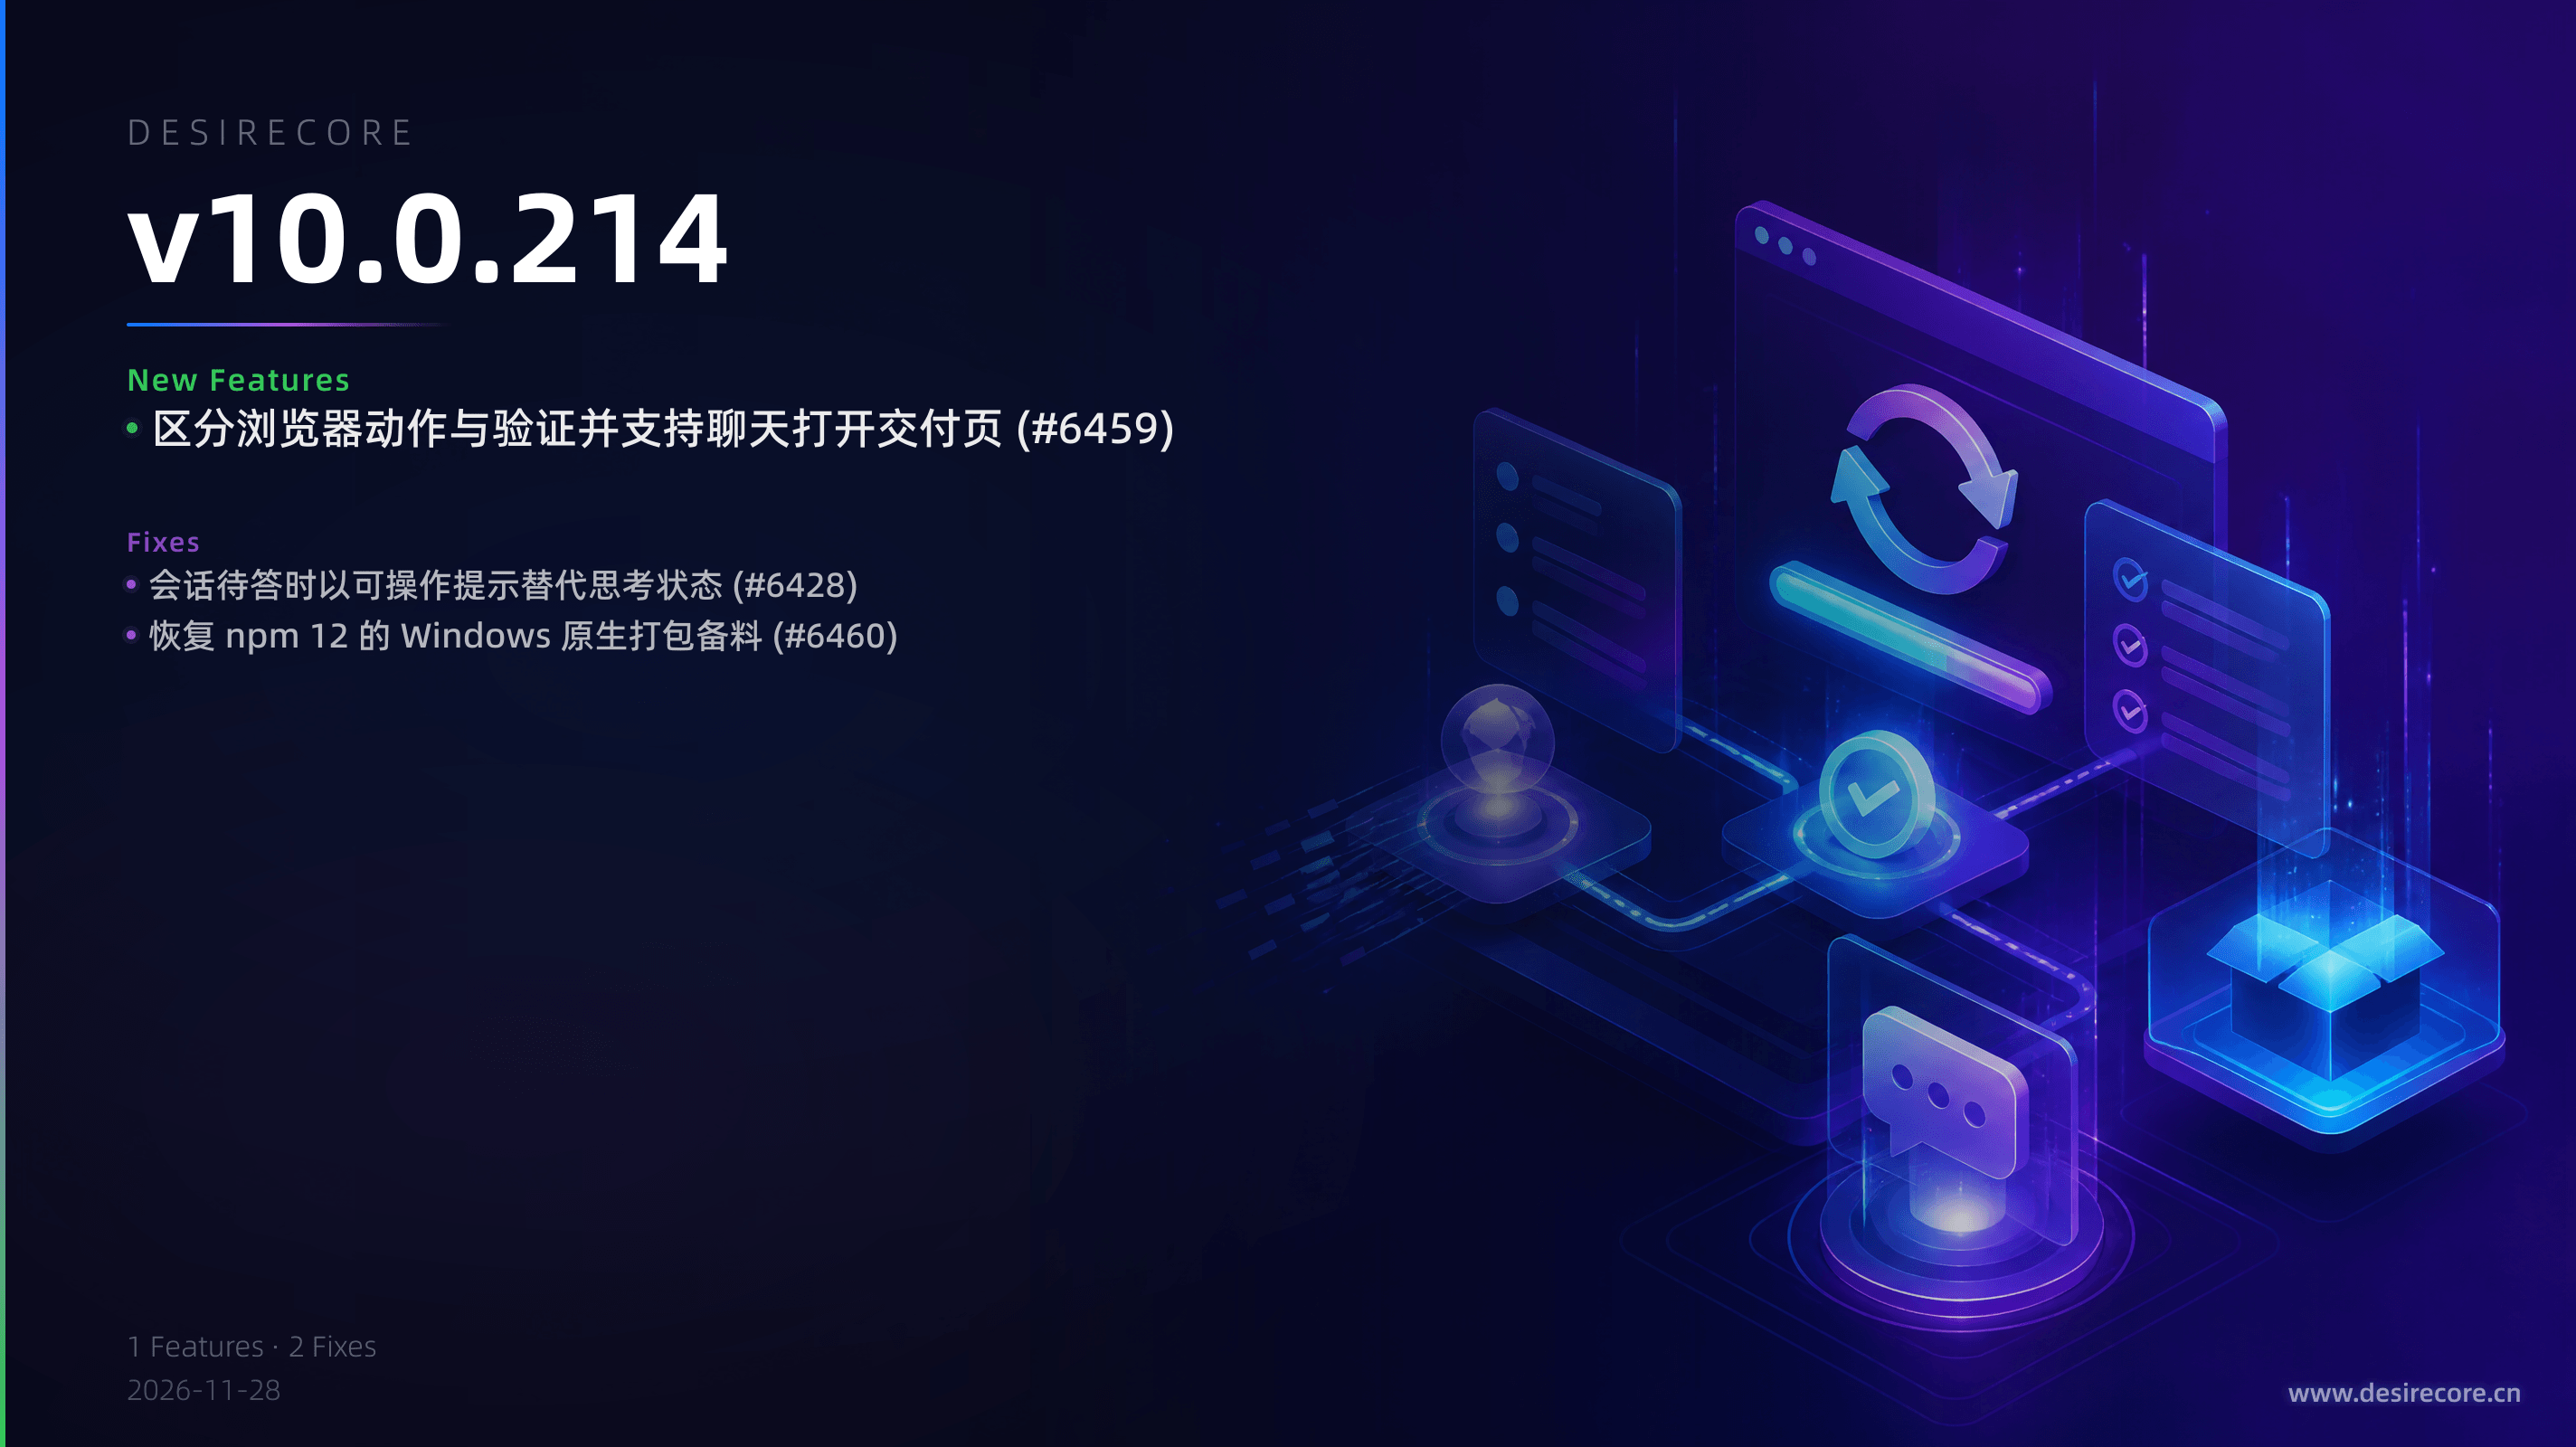 DESIRECORE
v10.0.214
New Features
• 区分浏览器动作与验证并支持聊天打开交付页 (#6459)
Fixes
• 会话待答时以可操作提示替代思考状态 (#6428)
• 恢复 npm 12 的 Windows 原生打包备料 (#6460)
1 Features · 2 Fixes
2026-11-28
www.desirecore.cn